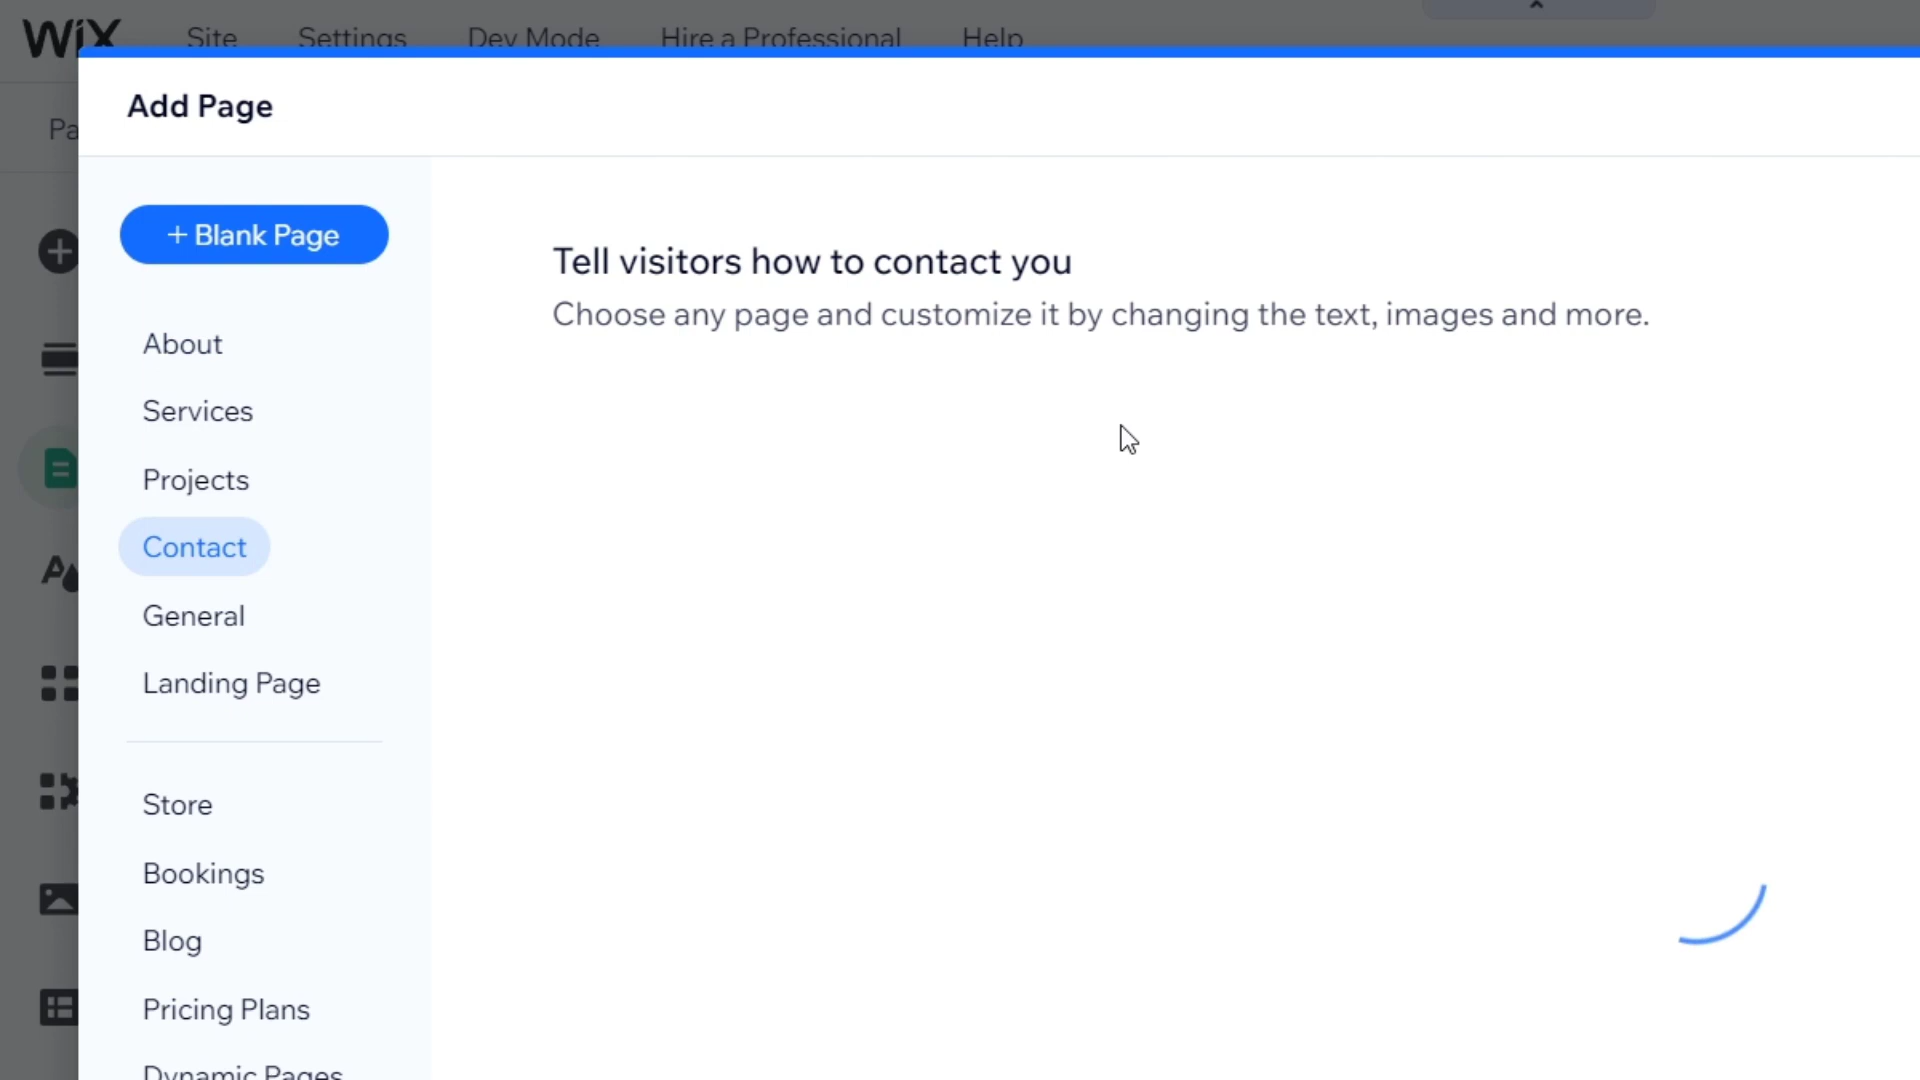 WiX
Site
Settings
Dev Mode
Hire a Professional
Help
Add Page
Pa
+ Blank Page
About
Services
Projects
Contact
General
Landing Page
Store
Bookings
Blog
Pricing Plans
Dynamic Pages
Tell visitors how to contact you
Choose any page and customize it by changing the text, images and more.